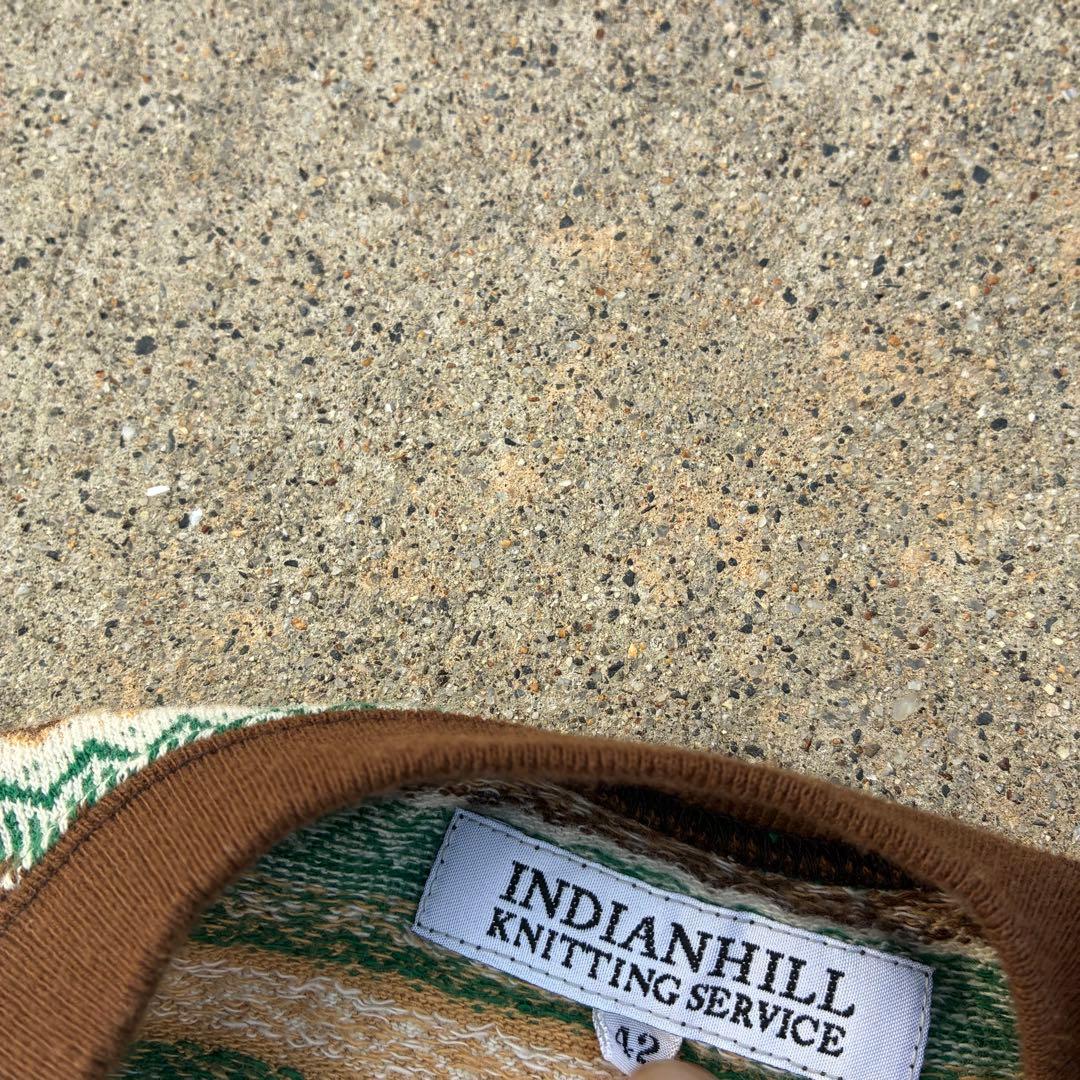 INDIANHILL
KNITTING SERVICE
42